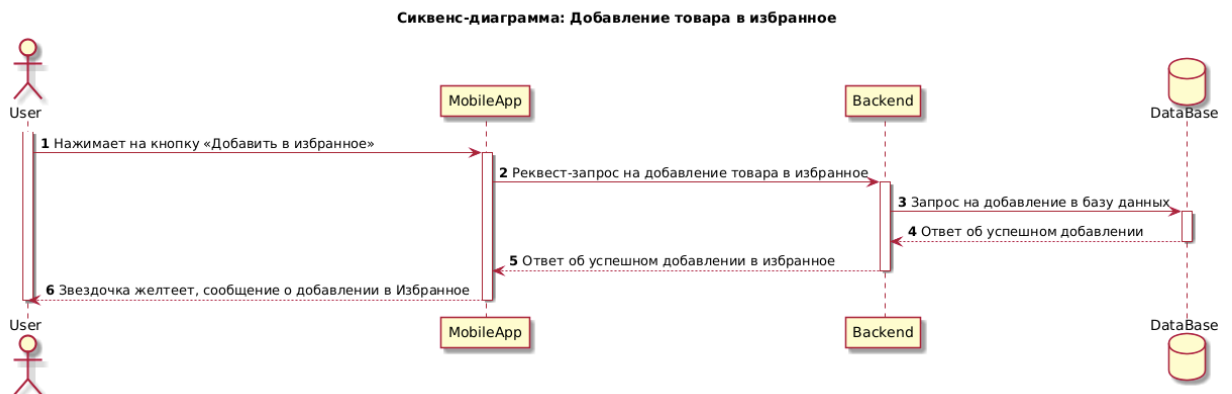 Сиквенс-диаграмма: Добавление товара в избранное
User
MobileApp
Backend
DataBase
1 Нажимает на кнопку «Добавить в избранное»
2 Реквест-запрос на добавление товара в избранное
3 Запрос на добавление в базу данных
4 Ответ об успешном добавлении
5 Ответ об успешном добавлении в избранное
6 Звездочка желтеет, сообщение о добавлении в Избранное
User
MobileApp
Backend
DataBase